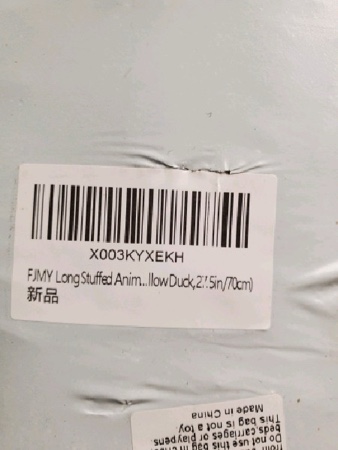 X003KYXEKH
FJMY Long Stuffed Anim...llow Duck,27.5in/70cm)
新品
Made in China
This bag is not a toy.
beds, carriages or playpens.
Do not use this bag in
from